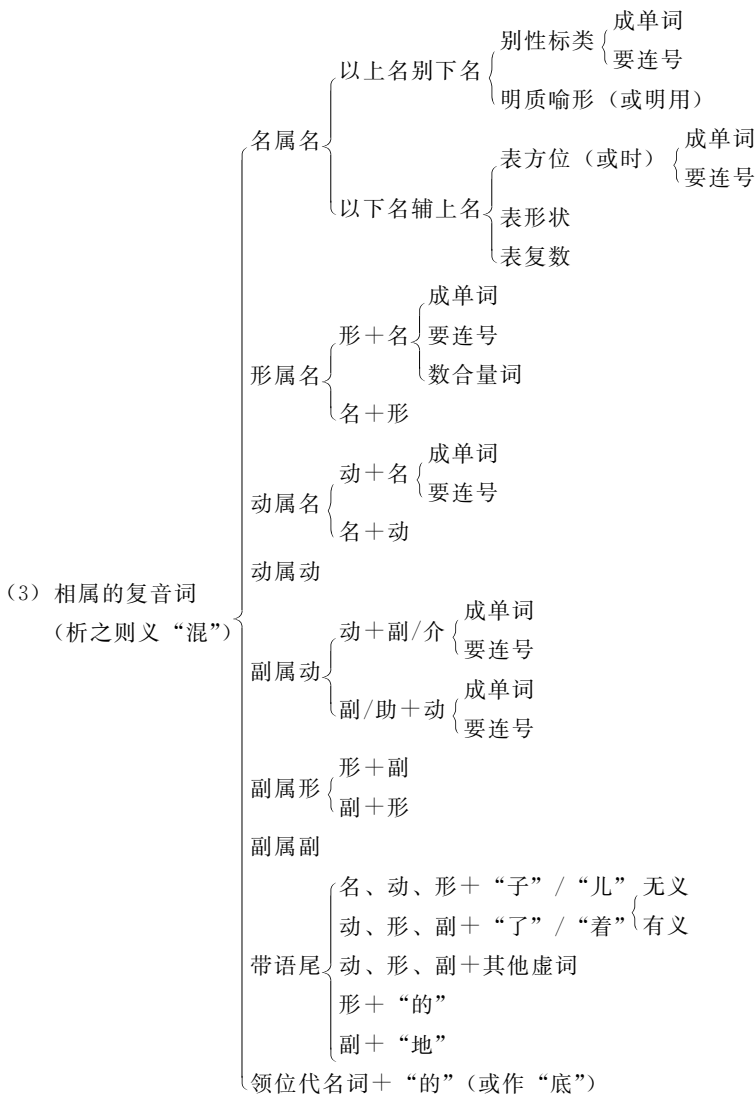 (3) 相属的复音词
(析之则义“混”)
名属名
以上名别下名
别性标类
成单词
要连号
明质喻形(或明用)
以下名辅上名
表方位(或时)
成单词
要连号
表形状
表复数
形属名
形+名
成单词
要连号
数合量词
名+形
动属名
动+名
成单词
要连号
名+动
动属动
副属动
动+副/介
成单词
要连号
副/助+动
成单词
要连号
副属形
形+副
副+形
副属副
带语尾
名、动、形+“子”/“儿”
动、形、副+“了”/“着”
无义
有义
动、形、副+其他虚词
形+“的”
副+“地”
领位代名词+“的”(或作“底”)